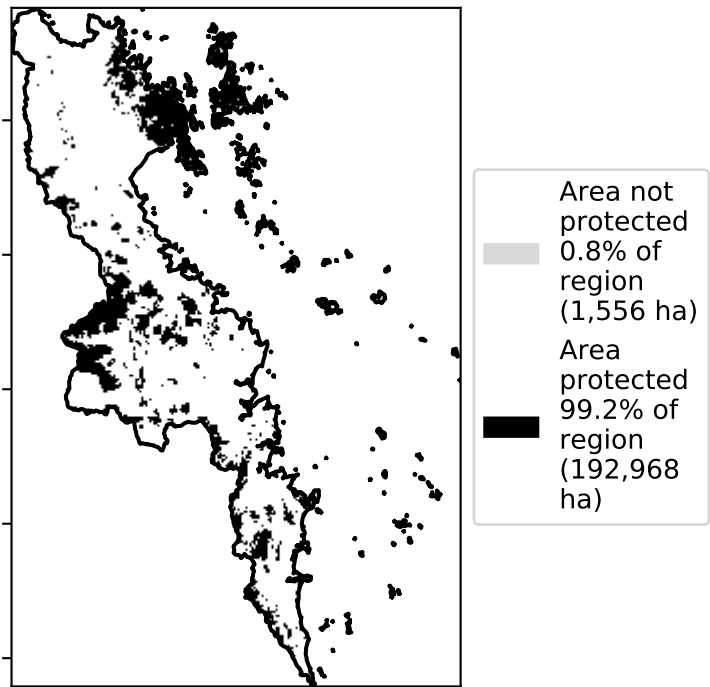 Area not
protected
0.8% of
region
(1,556 ha)
Area
protected
99.2% of
region
(192,968
ha)